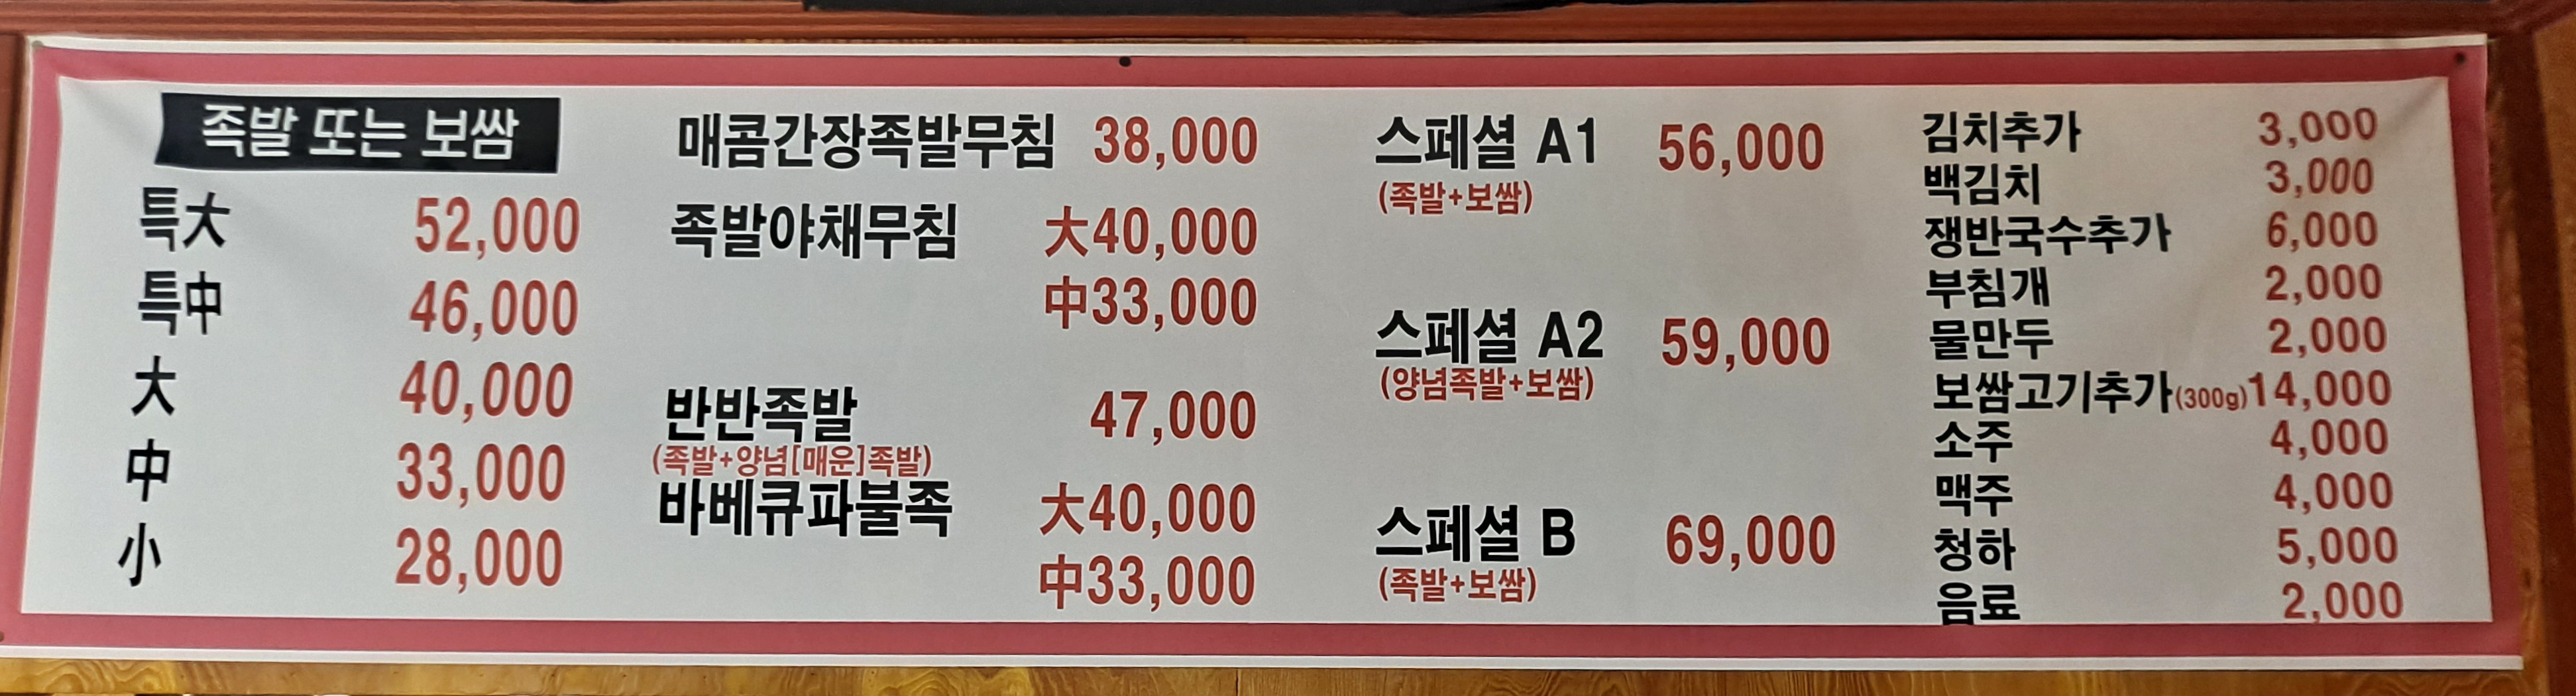 족발 또는 보쌈
특大 52,000
특中 46,000
大 40,000
中 33,000
小 28,000
매콤간장족발무침 38,000
족발야채무침 大40,000
中33,000
반반족발 47,000
(족발+양념[매운]족발)
바베큐파불족 大40,000
中33,000
스페셜 A1 56,000
(족발+보쌈)
스페셜 A2 59,000
(양념족발+보쌈)
스페셜 B 69,000
(족발+보쌈)
김치추가 3,000
백김치 3,000
쟁반국수추가 6,000
부침개 2,000
물만두 2,000
보쌈고기추가(300g)14,000
소주 4,000
맥주 4,000
청하 5,000
음료 2,000